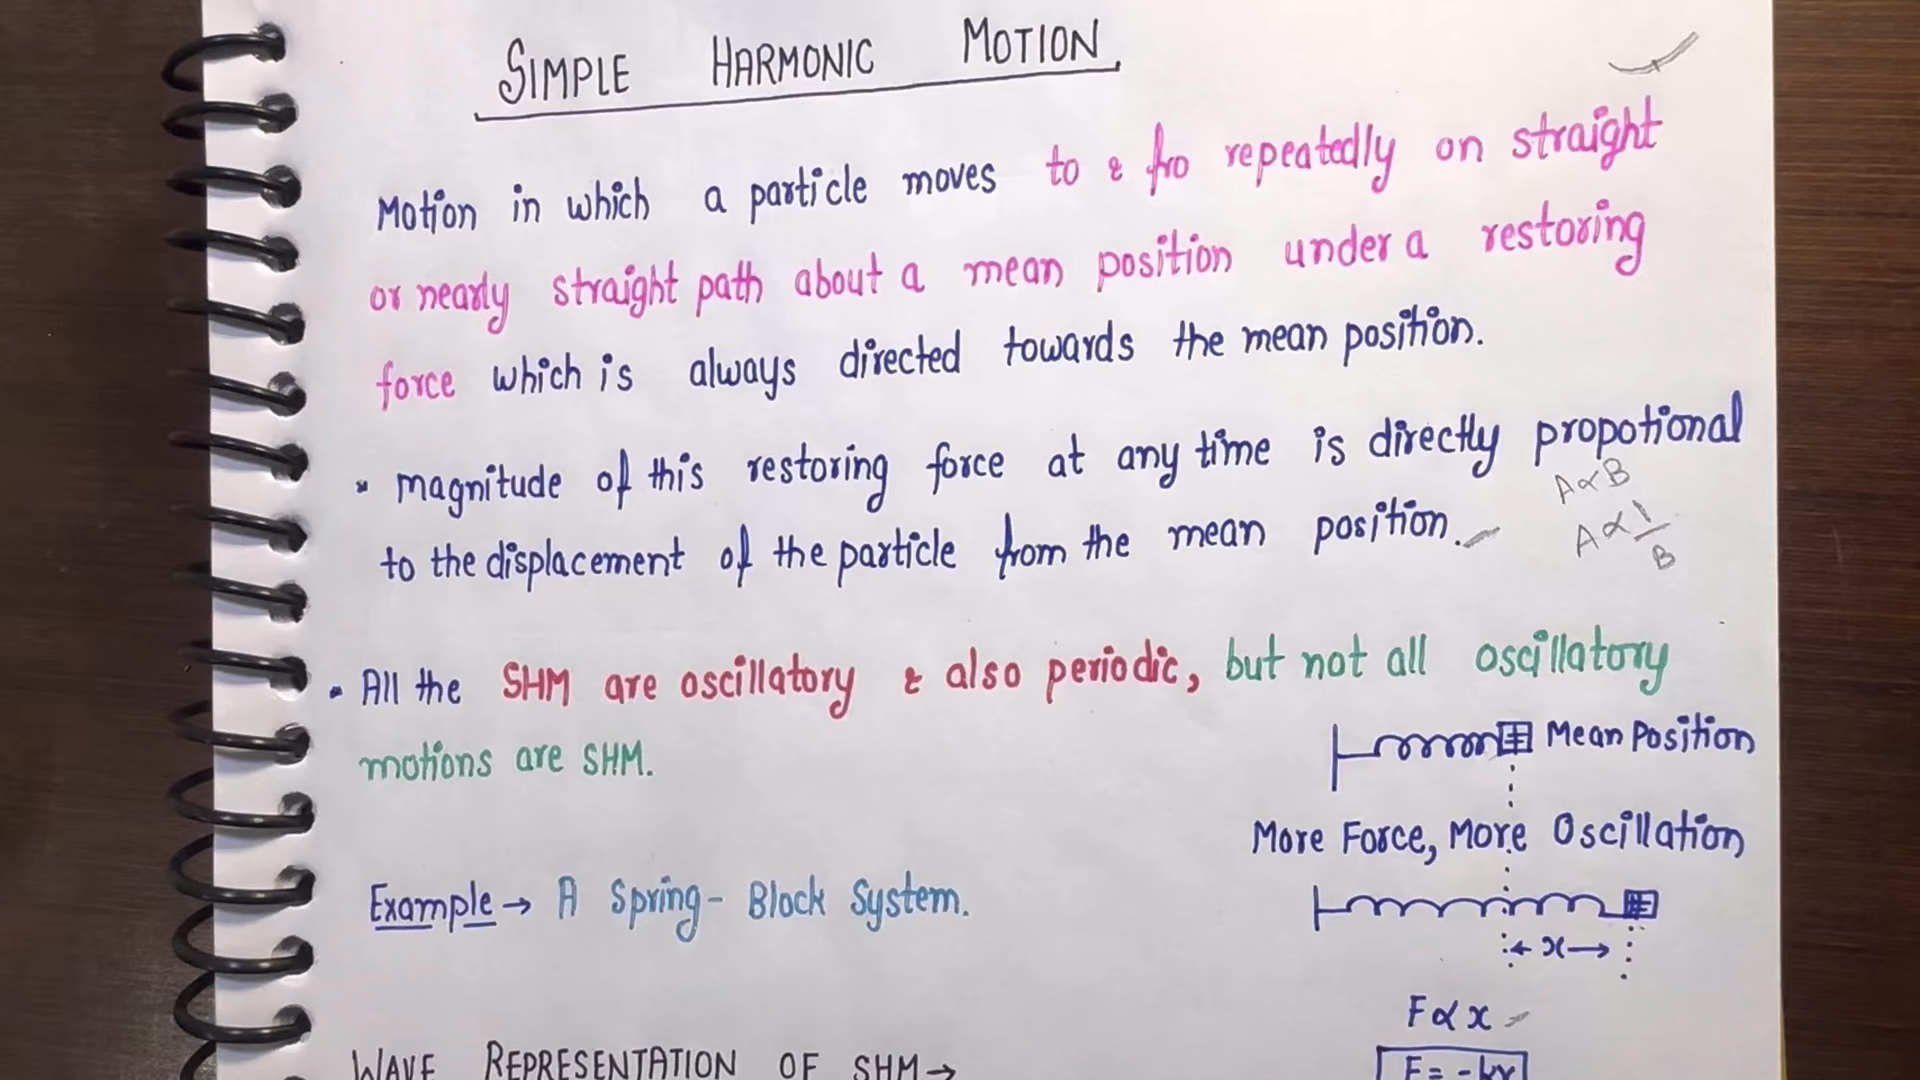 SIMPLE HARMONIC MOTION
Motion in which a particle moves to & fro repeatedly on straight
or nearly straight path about a mean position under a restoring
force which is always directed towards the mean position.
• magnitude of this restoring force at any time is directly propotional
A∝B
to the displacement of the particle from the mean position.
A∝1/B
• All the SHM are oscillatory & also periodic, but not all oscillatory
motions are SHM.
Mean Position
More Force, More Oscillation
Example → A Spring - Block System.
← x →
F∝x
WAVE REPRESENTATION OF SHM →
F = -kx